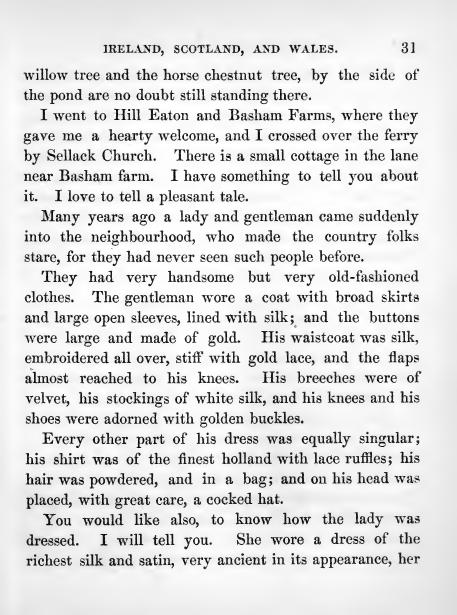 IRELAND, SCOTLAND, AND WALES. 31
willow tree and the horse chestnut tree, by the side of
the pond are no doubt still standing there.
I went to Hill Eaton and Basham Farms, where they
gave me a hearty welcome, and I crossed over the ferry
by Sellack Church. There is a small cottage in the lane
near Basham farm. I have something to tell you about
it. I love to tell a pleasant tale.
Many years ago a lady and gentleman came suddenly
into the neighbourhood, who made the country folks
stare, for they had never seen such people before.
They had very handsome but very old-fashioned
clothes. The gentleman wore a coat with broad skirts
and large open sleeves, lined with silk; and the buttons
were large and made of gold. His waistcoat was silk,
embroidered all over, stiff with gold lace, and the flaps
almost reached to his knees. His breeches were of
velvet, his stockings of white silk, and his knees and his
shoes were adorned with golden buckles.
Every other part of his dress was equally singular;
his shirt was of the finest holland with lace ruffles; his
hair was powdered, and in a bag; and on his head was
placed, with great care, a cocked hat.
You would like also, to know how the lady was
dressed. I will tell you. She wore a dress of the
richest silk and satin, very ancient in its appearance, her